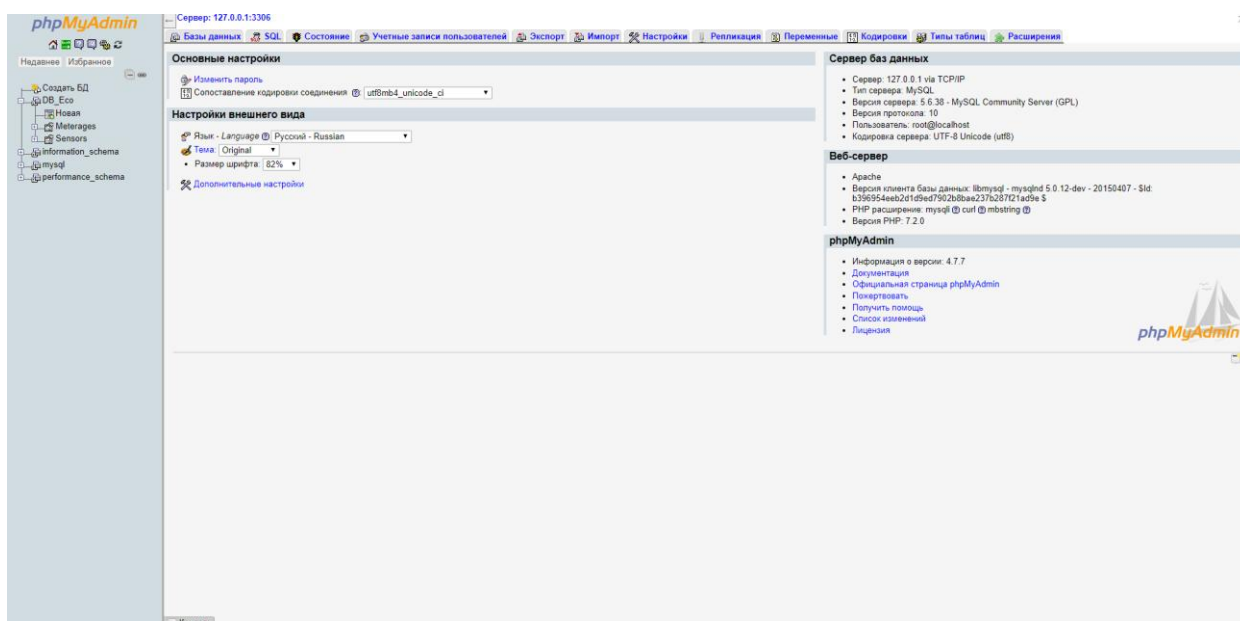 phpMyAdmin
Недавнее Избранное
Создать БД
DB_Eco
Новая
Meterages
Sensors
information_schema
mysql
performance_schema
Сервер: 127.0.0.1:3306
Базы данных SQL Состояние Учетные записи пользователей Экспорт Импорт Настройки Репликация Переменные Кодировки Типы таблиц Расширения
Основные настройки
Изменить пароль
Сопоставление кодировки соединения utf8mb4_unicode_ci
Настройки внешнего вида
Язык - Language Русский - Russian
Тема: Original
Размер шрифта: 82%
Дополнительные настройки
Сервер баз данных
Сервер: 127.0.0.1 via TCP/IP
Тип сервера: MySQL
Версия сервера: 5.6.38 - MySQL Community Server (GPL)
Версия протокола: 10
Пользователь: root@localhost
Кодировка сервера: UTF-8 Unicode (utf8)
Веб-сервер
Apache
Версия клиента базы данных: libmysql - mysqlnd 5.0.12-dev - 20150407 - $Id:
b396954eeb2d1d9ed7902b8bae237b287f21ad9e $
PHP расширение: mysqli curl mbstring
Версия PHP: 7.2.0
phpMyAdmin
Информация о версии: 4.7.7
Документация
Официальная страница phpMyAdmin
Пожертвовать
Получить помощь
Список изменений
Лицензия
phpMyAdmin